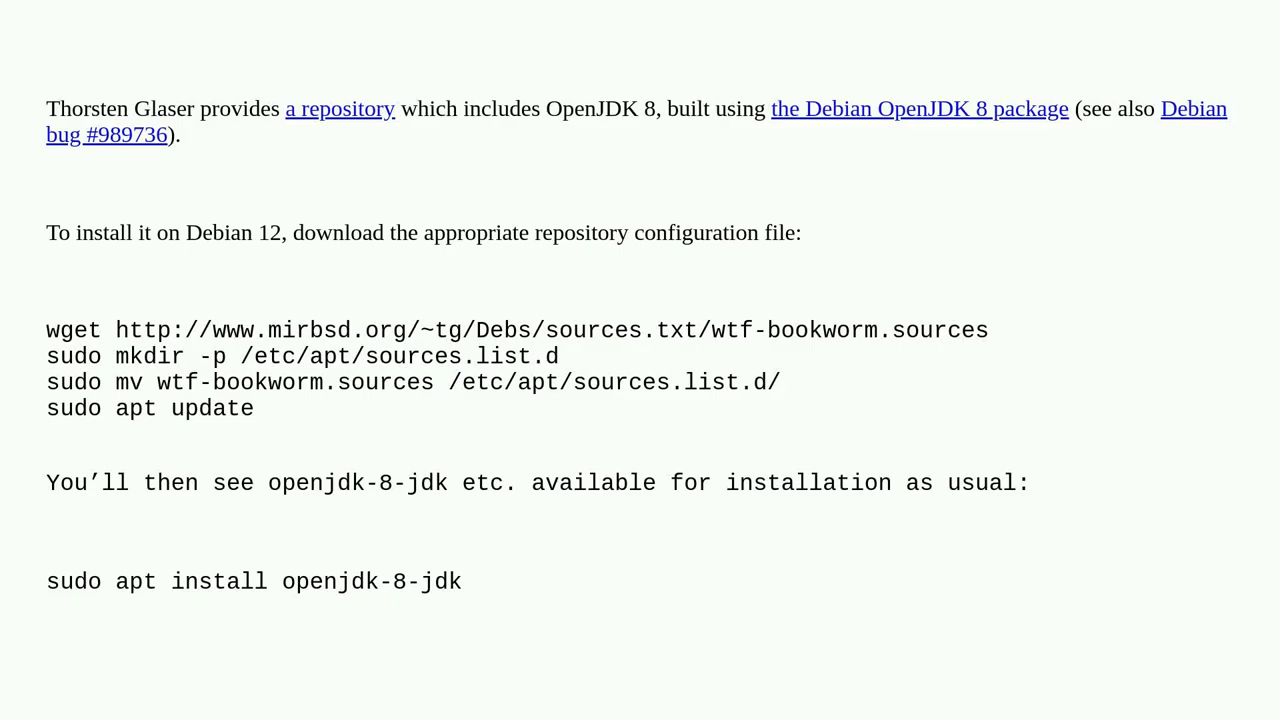 Thorsten Glaser provides a repository which includes OpenJDK 8, built using the Debian OpenJDK 8 package (see also Debian
bug #989736).
To install it on Debian 12, download the appropriate repository configuration file:
wget http://www.mirbsd.org/~tg/Debs/sources.txt/wtf-bookworm.sources
sudo mkdir -p /etc/apt/sources.list.d
sudo mv wtf-bookworm.sources /etc/apt/sources.list.d/
sudo apt update
You’ll then see openjdk-8-jdk etc. available for installation as usual:
sudo apt install openjdk-8-jdk